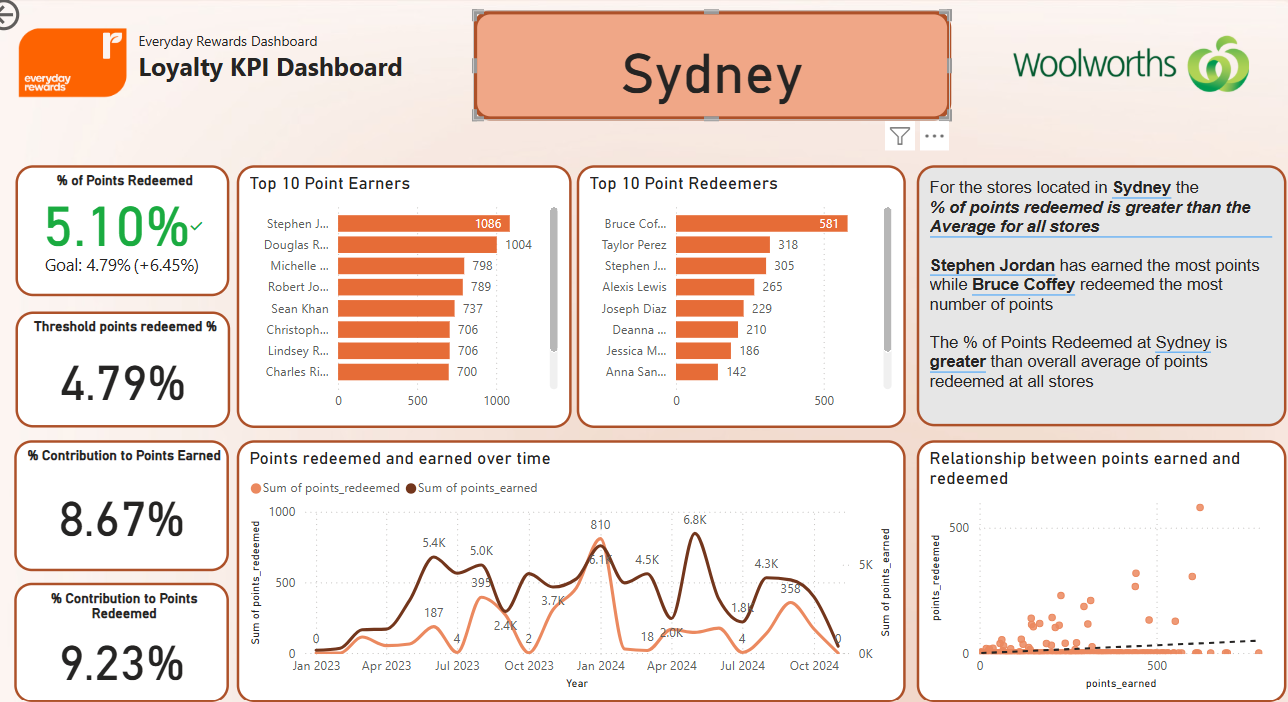 Everyday Rewards Dashboard
Loyalty KPI Dashboard
everyday
rewards
Sydney
Woolworths
% of Points Redeemed
5.10%
Goal: 4.79% (+6.45%)
Threshold points redeemed %
4.79%
% Contribution to Points Earned
8.67%
% Contribution to Points
Redeemed
9.23%
Top 10 Point Earners
Stephen J... 1086
Douglas R... 1004
Michelle ... 798
Robert Jo... 789
Sean Khan 737
Christoph... 706
Lindsey R... 706
Charles Ri... 700
0 500 1000
Top 10 Point Redeemers
Bruce Cof... 581
Taylor Perez 318
Stephen J... 305
Alexis Lewis 265
Joseph Diaz 229
Deanna ... 210
Jessica M... 186
Anna San... 142
0 500
For the stores located in Sydney the
% of points redeemed is greater than the
Average for all stores
Stephen Jordan has earned the most points
while Bruce Coffey redeemed the most
number of points
The % of Points Redeemed at Sydney is
greater than overall average of points
redeemed at all stores
Points redeemed and earned over time
Sum of points_redeemed Sum of points_earned
Sum of points_redeemed
1000
500
0
0 187 4 395 2 810 18 4 358 0
5.4K 5.0K 2.4K 3.7K 6.1K 4.5K 2.0K 6.8K 1.8K 4.3K
5K
0K
Sum of points_earned
Jan 2023 Apr 2023 Jul 2023 Oct 2023 Jan 2024 Apr 2024 Jul 2024 Oct 2024
Year
Relationship between points earned and
redeemed
points_redeemed
500
0
0 500
points_earned